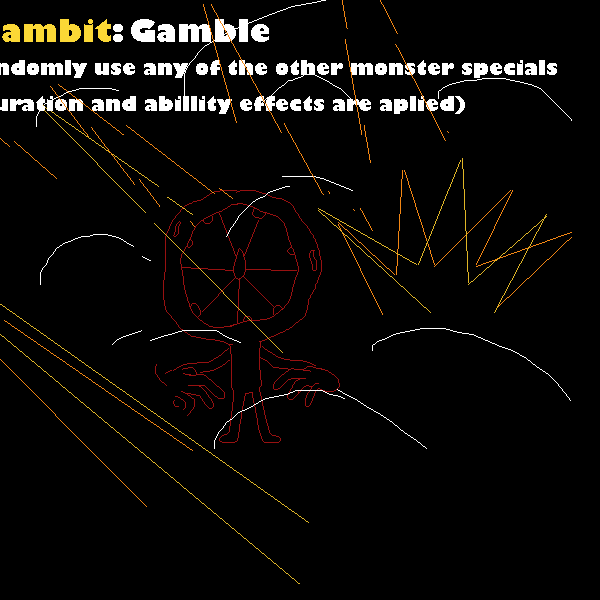 ambit: Gamble
ndomly use any of the other monster specials
uration and abillity effects are aplied)